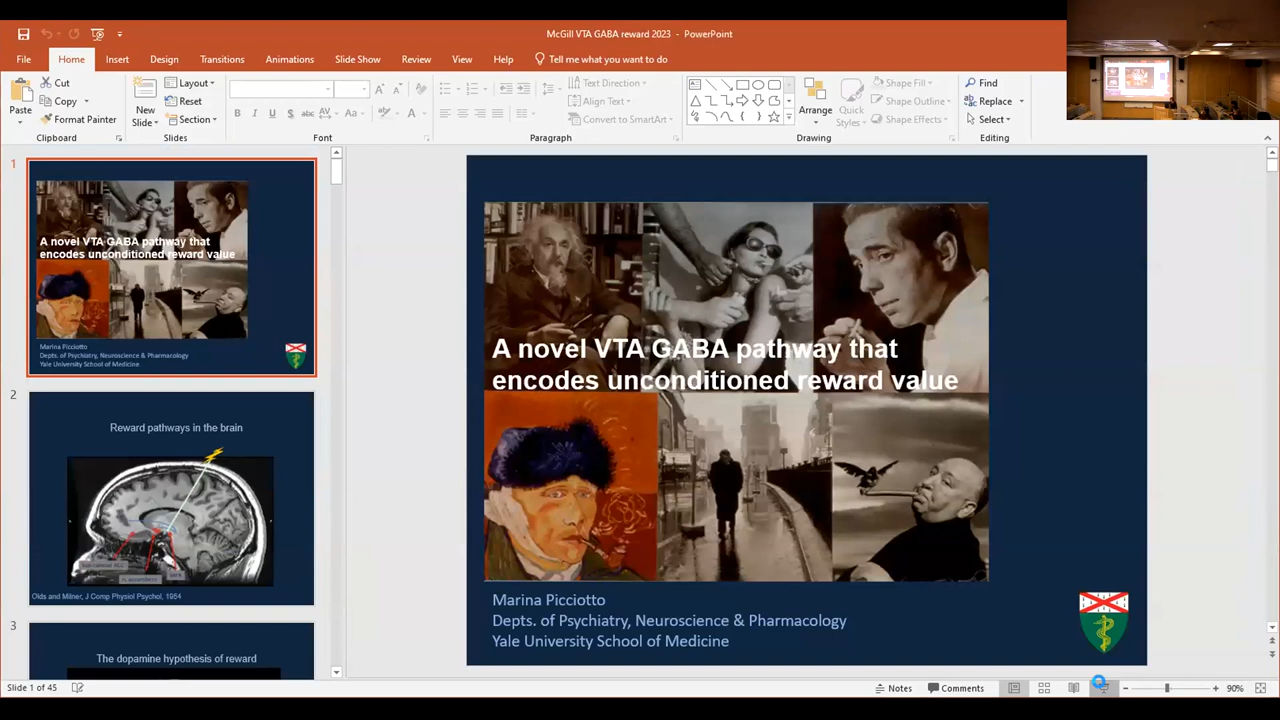 McGill VTA GABA reward 2023 - PowerPoint
File Home Insert Design Transitions Animations Slide Show Review View Help Tell me what you want to do
Cut
Copy
Format Painter
Paste
Clipboard
New Slide
Layout
Reset
Section
Slides
B I U S abc AV Aa A
Font
Text Direction
Align Text
Convert to SmartArt
Paragraph
Arrange
Quick Styles
Shape Fill
Shape Outline
Shape Effects
Drawing
Find
Replace
Select
Editing
1
A novel VTA GABA pathway that
encodes unconditioned reward value
Marina Picciotto
Depts. of Psychiatry, Neuroscience & Pharmacology
Yale University School of Medicine
2
Reward pathways in the brain
Olds and Milner, J Comp Physiol Psychol, 1954
3
The dopamine hypothesis of reward
A novel VTA GABA pathway that
encodes unconditioned reward value
Marina Picciotto
Depts. of Psychiatry, Neuroscience & Pharmacology
Yale University School of Medicine
Slide 1 of 45
Notes
Comments
90%